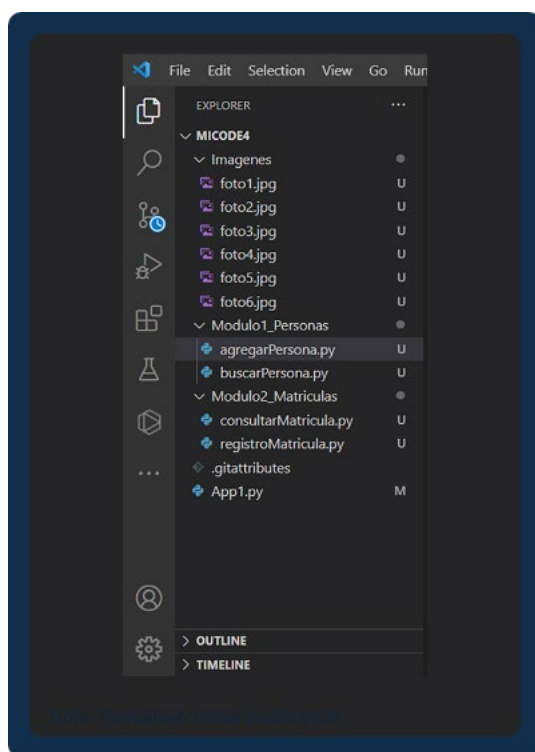 File Edit Selection View Go Run
EXPLORER ...
MICODE4
Imagenes
foto1.jpg U
foto2.jpg U
foto3.jpg U
foto4.jpg U
foto5.jpg U
foto6.jpg U
Modulo1_Personas
agregarPersona.py U
buscarPersona.py U
Modulo2_Matriculas
consultarMatricula.py U
registroMatricula.py U
.gitattributes
App1.py M
OUTLINE
TIMELINE